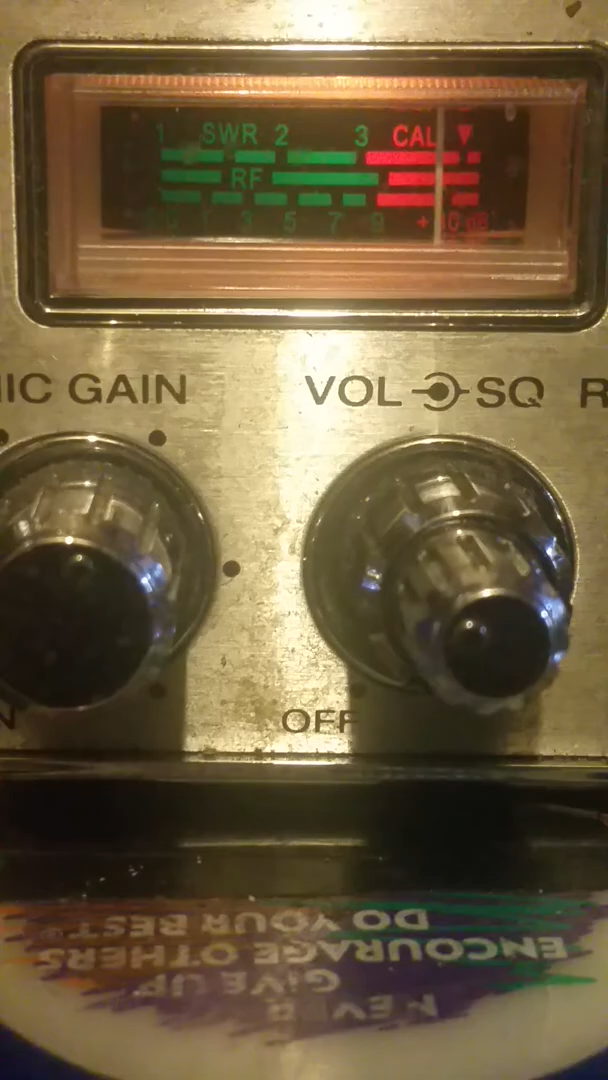 1 SWR 2 3 CAL
RF
1 3 5 7 9 +
MIC GAIN
VOL SQ R
OFF
NEVER
GIVE UP
ENCOURAGE OTHERS
DO YOUR BEST®